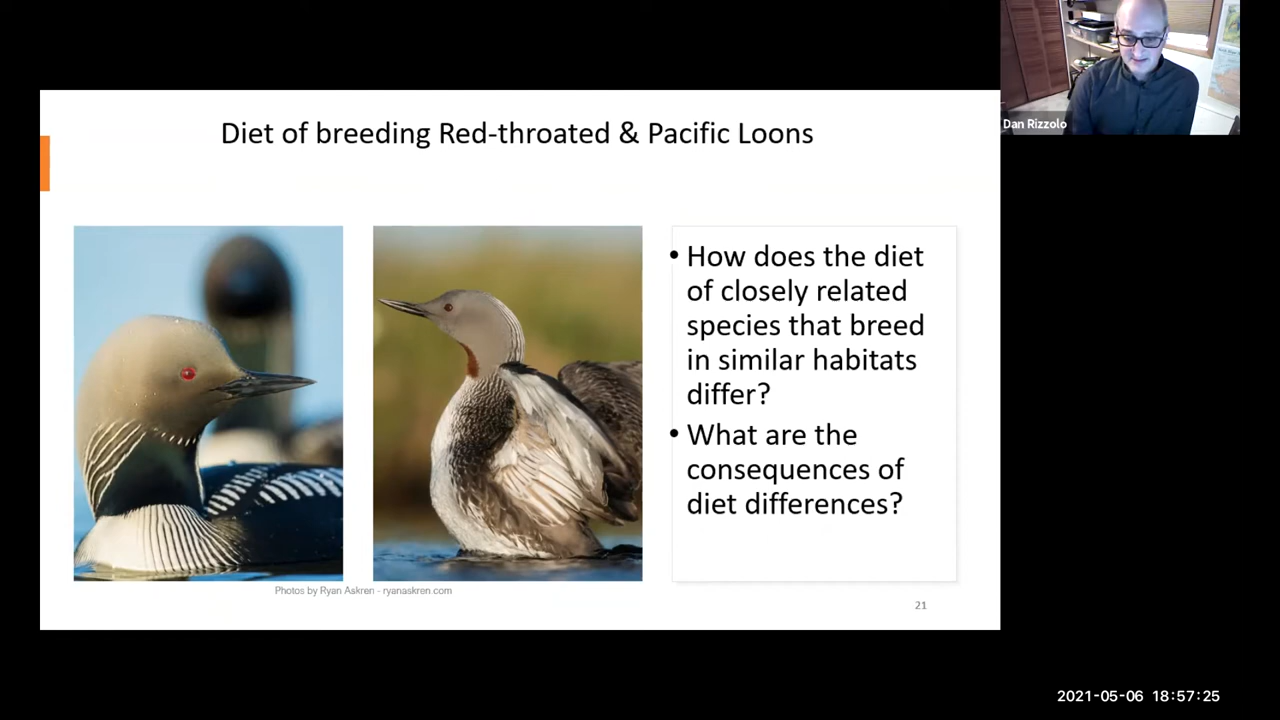 Dan Rizzolo
Diet of breeding Red-throated & Pacific Loons
• How does the diet
of closely related
species that breed
in similar habitats
differ?
• What are the
consequences of
diet differences?
Photos by Ryan Askren - ryanaskren.com
21
2021-05-06 18:57:25